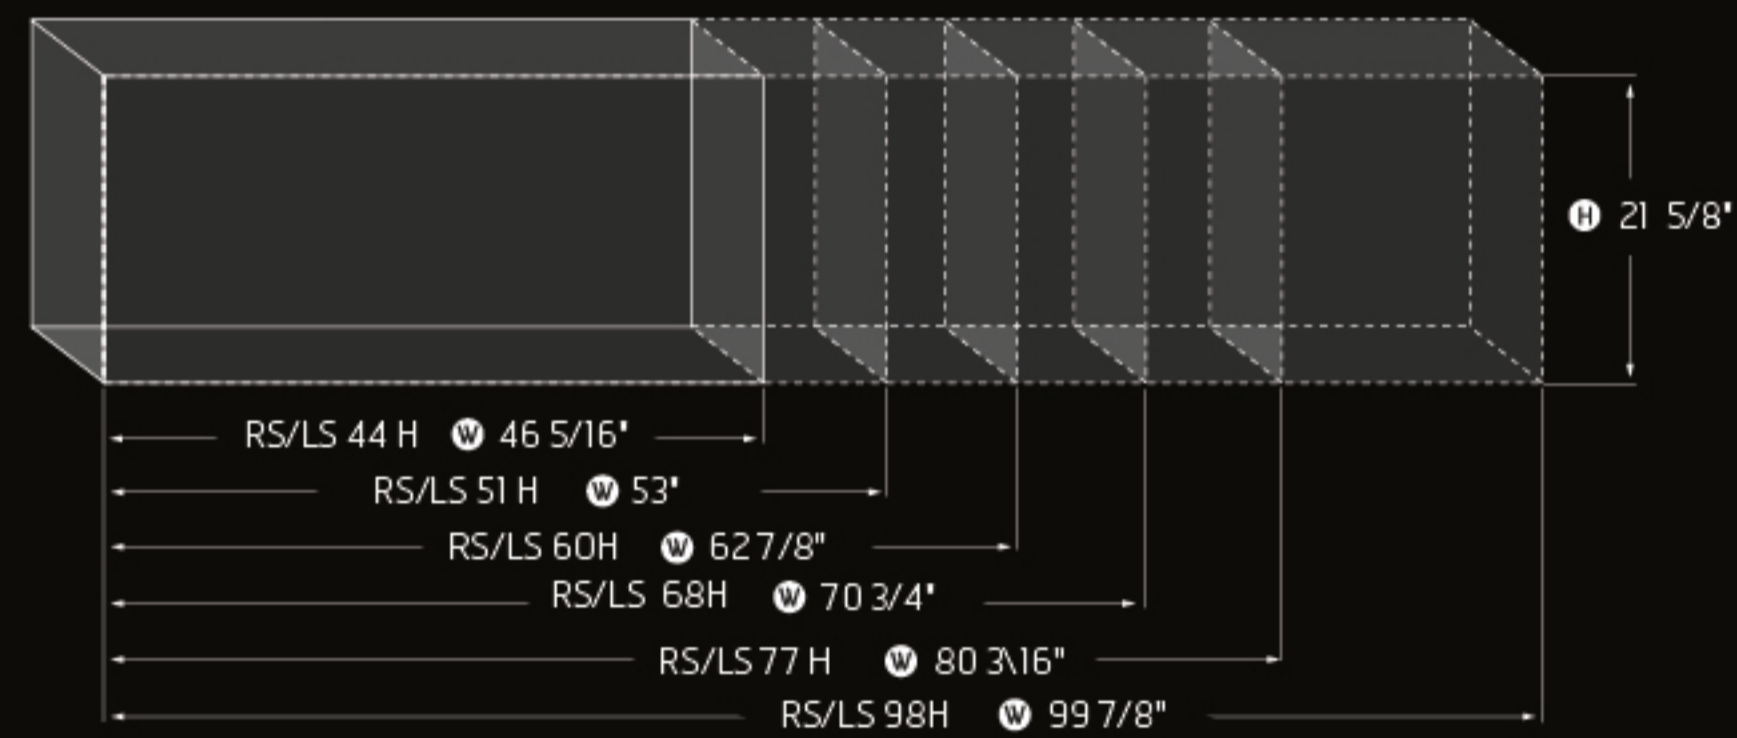 H 21 5/8"
RS/LS 44 H W 46 5/16"
RS/LS 51 H W 53"
RS/LS 60H W 62 7/8"
RS/LS 68H W 70 3/4"
RS/LS 77 H W 80 3\16"
RS/LS 98H W 99 7/8"